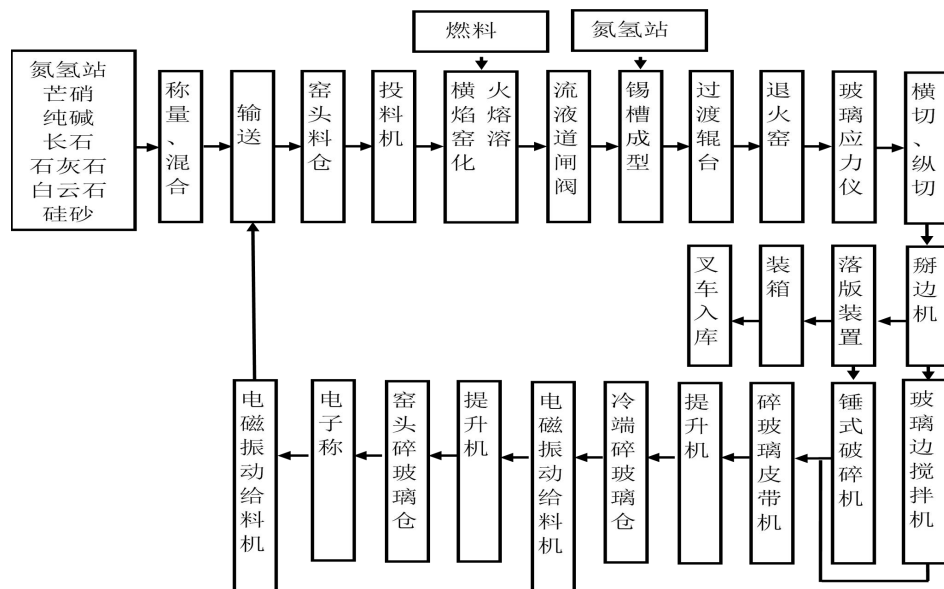 燃料
氮氢站
氮氢站
芒硝
纯碱
长石
石灰石
白云石
硅砂
称量、混合
输送
窑头料仓
投料机
横焰窑化
火熔溶
流液道闸阀
锡槽成型
过渡辊台
退火窑
玻璃应力仪
横切、纵切
叉车入库
装箱
落版装置
掰边机
电磁振动给料机
电子称
窑头碎玻璃仓
提升机
电磁振动给料机
冷端碎玻璃仓
提升机
碎玻璃皮带机
锤式破碎机
玻璃边搅拌机